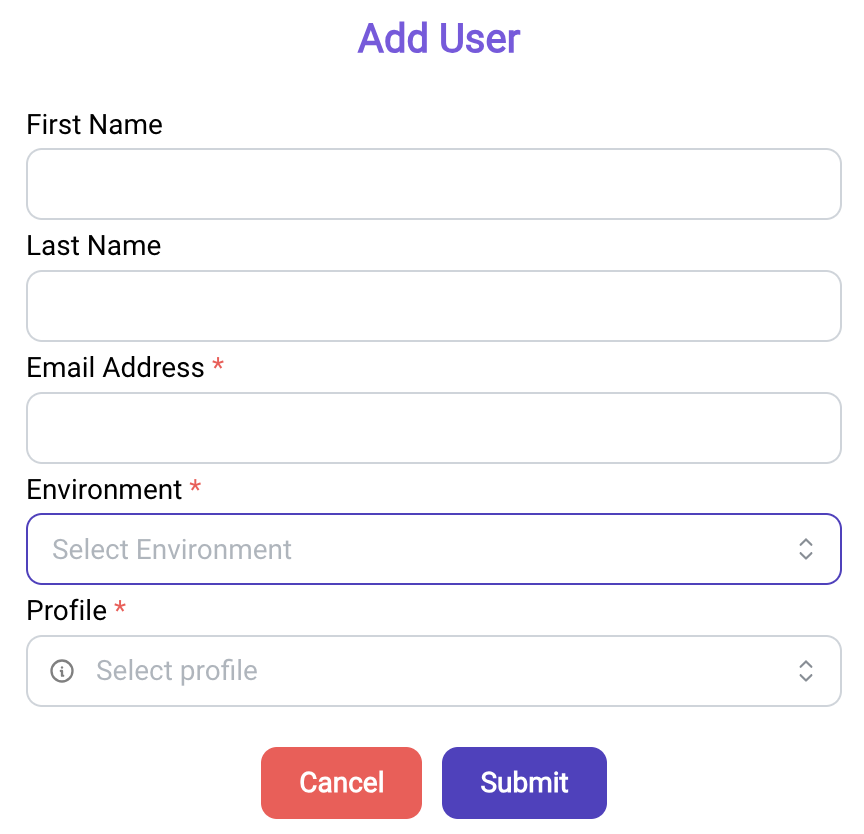 Add User
First Name
Last Name
Email Address *
Environment *
Select Environment
Profile *
Select profile
Cancel Submit